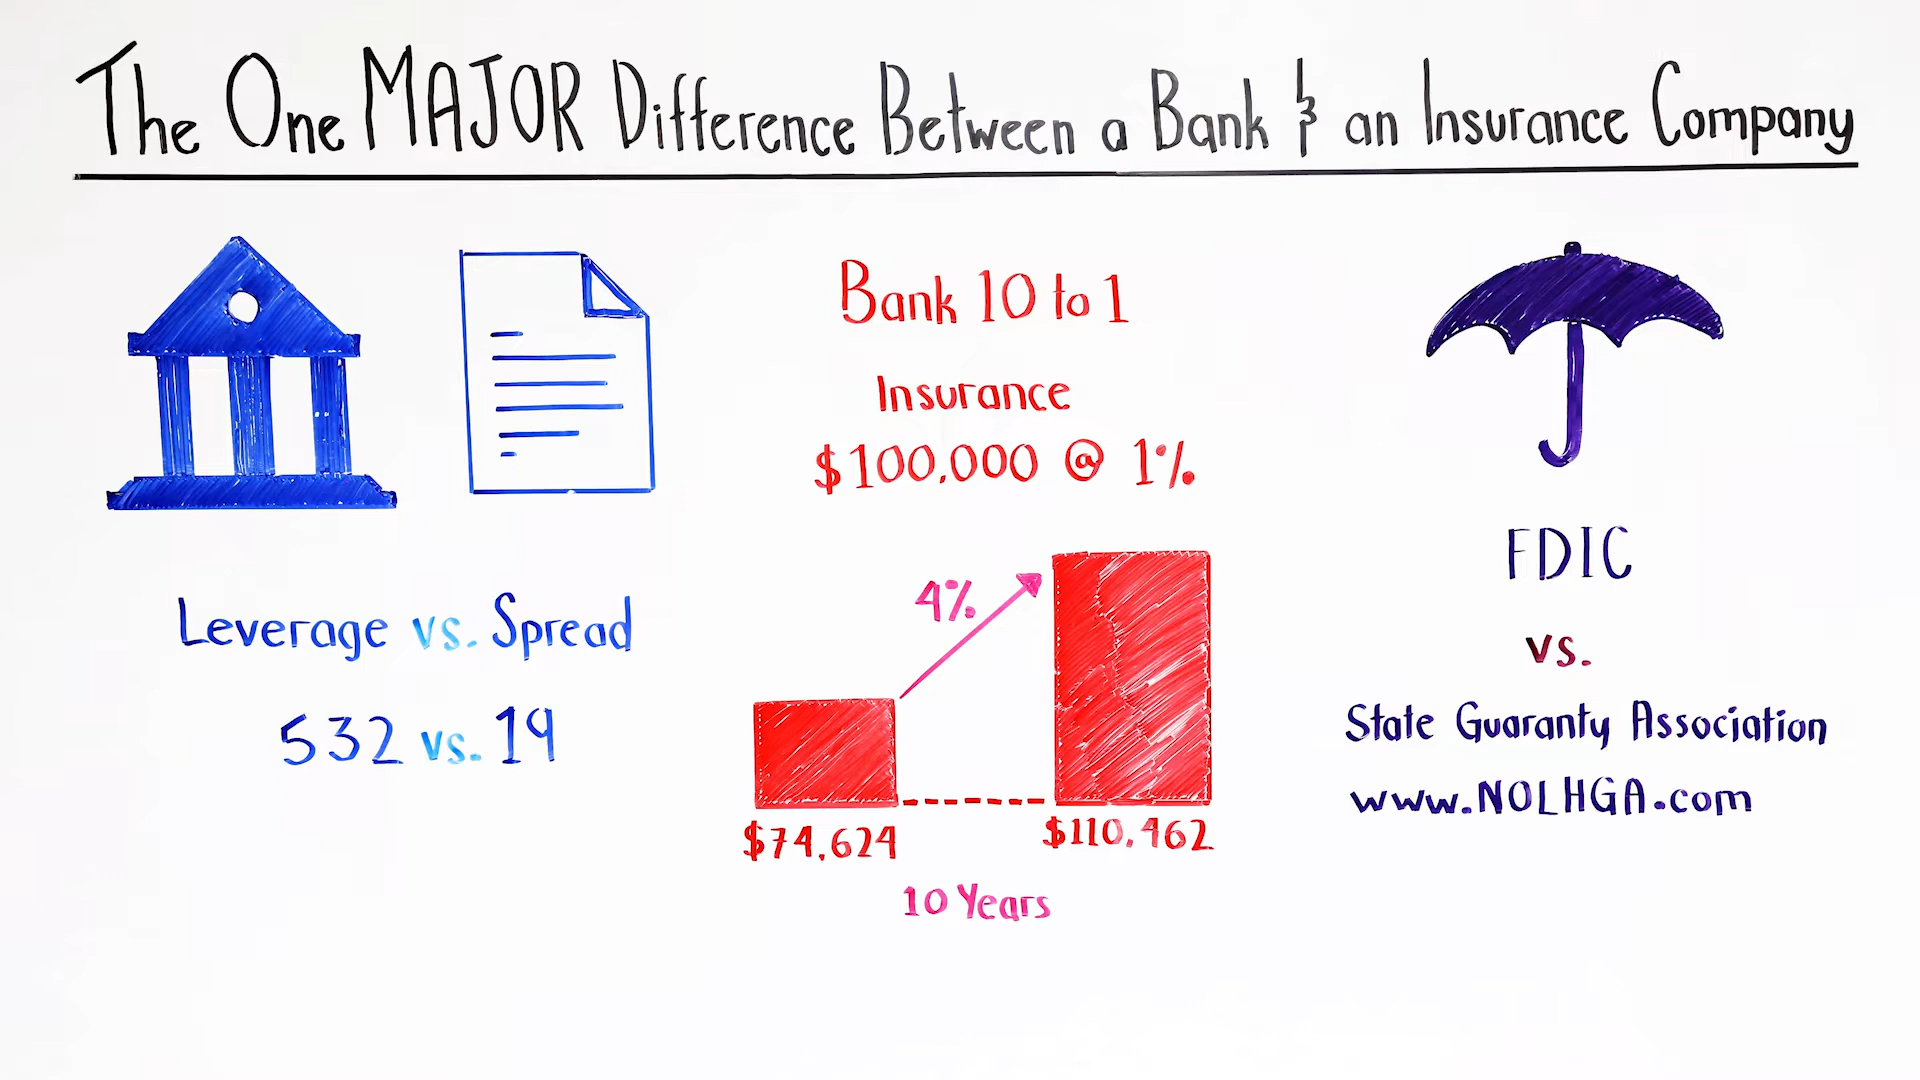 The One MAJOR Difference Between a Bank & an Insurance Company
Leverage vs. Spread
532 vs. 19
Bank 10 to 1
Insurance
$100,000 @ 1%
4%
$74,624
$110,462
10 Years
FDIC
vs.
State Guaranty Association
www.NOLHGA.com